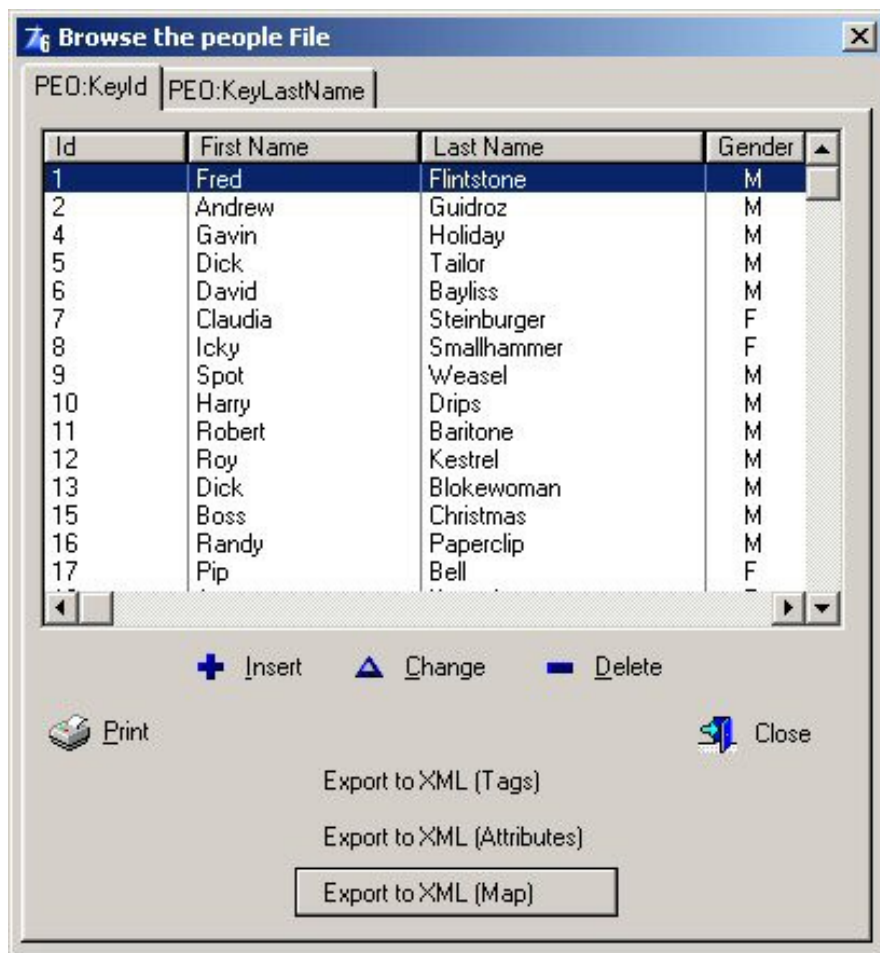 Browse the people File
PEO:KeyId PEO:KeyLastName
Id First Name Last Name Gender
1 Fred Flintstone M
2 Andrew Guidroz M
4 Gavin Holiday M
5 Dick Tailor M
6 David Bayliss M
7 Claudia Steinburger F
8 Icky Smallhammer F
9 Spot Weasel M
10 Harry Drips M
11 Robert Baritone M
12 Roy Kestrel M
13 Dick Blokewoman M
15 Boss Christmas M
16 Randy Paperclip M
17 Pip Bell F
Insert Change Delete
Print Close
Export to XML (Tags)
Export to XML (Attributes)
Export to XML (Map)